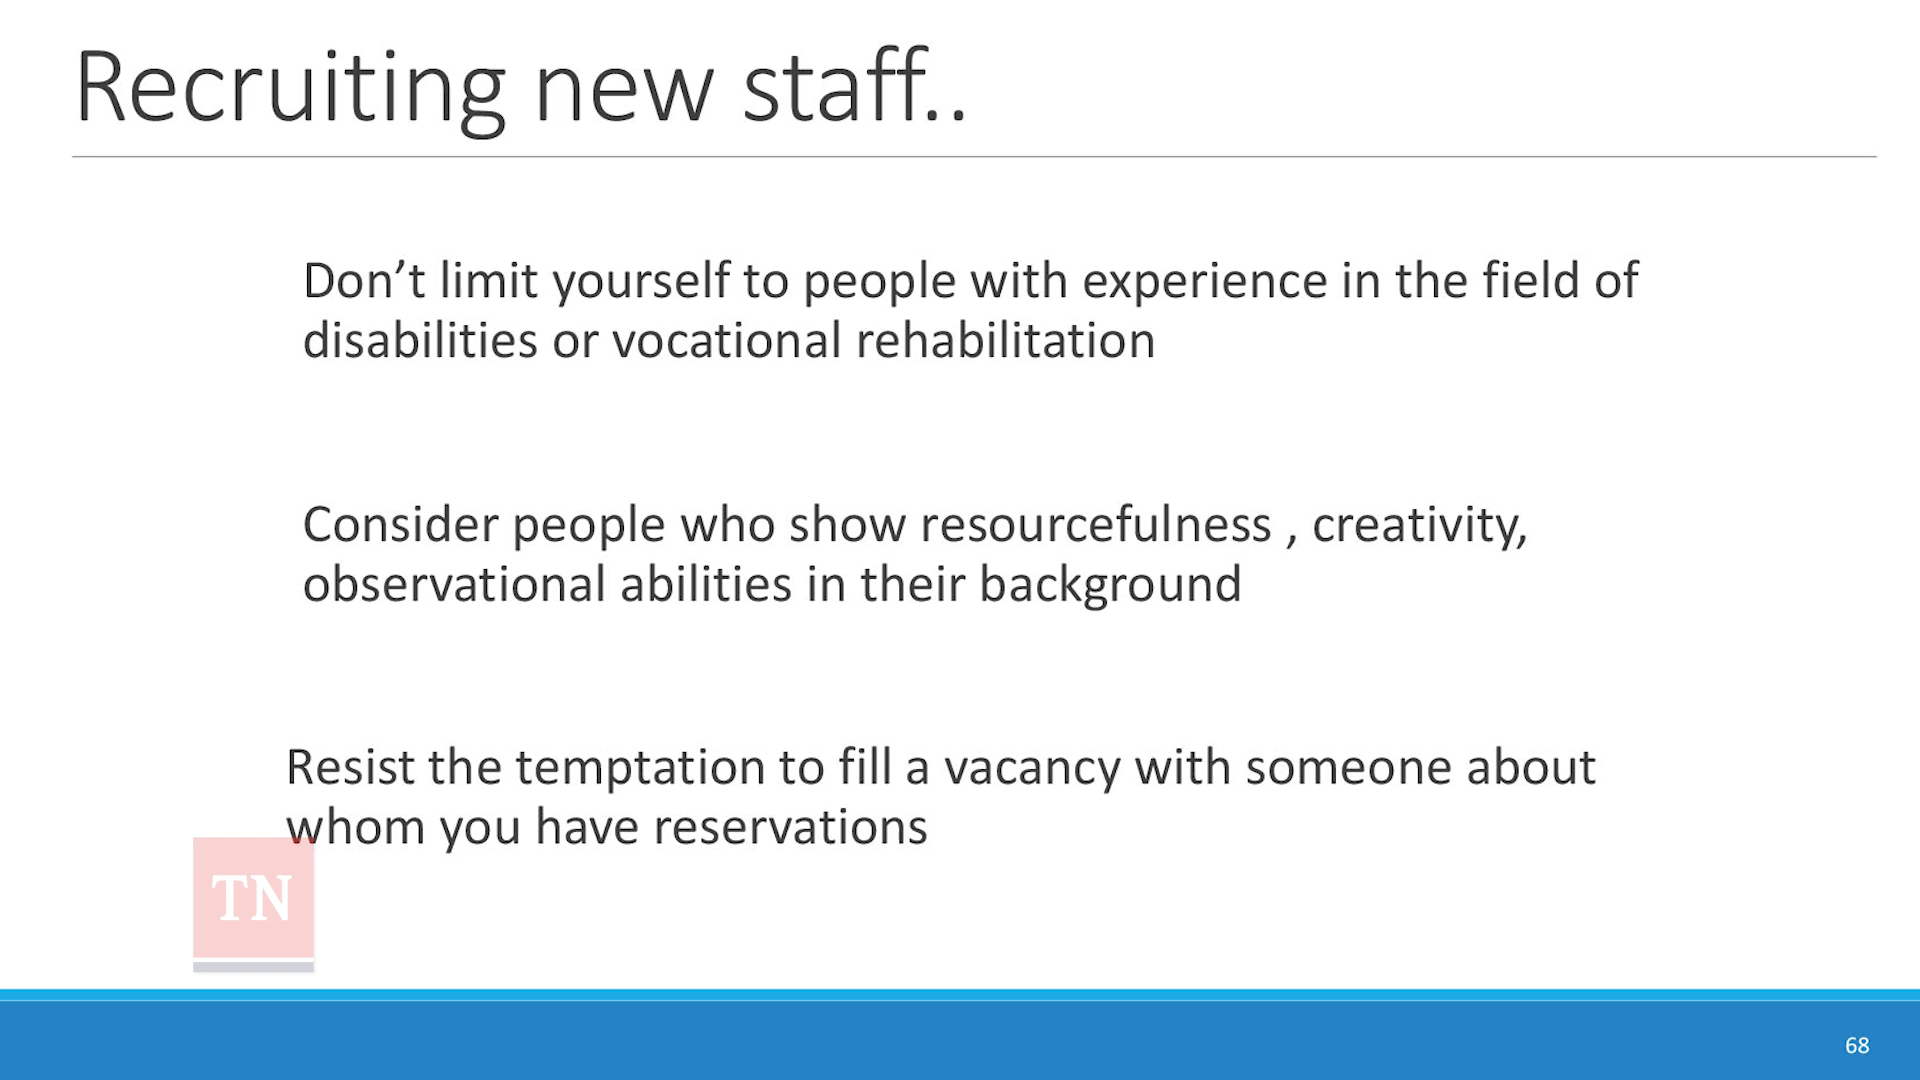 Recruiting new staff..
Don’t limit yourself to people with experience in the field of
disabilities or vocational rehabilitation
Consider people who show resourcefulness , creativity,
observational abilities in their background
Resist the temptation to fill a vacancy with someone about
whom you have reservations
TN
68